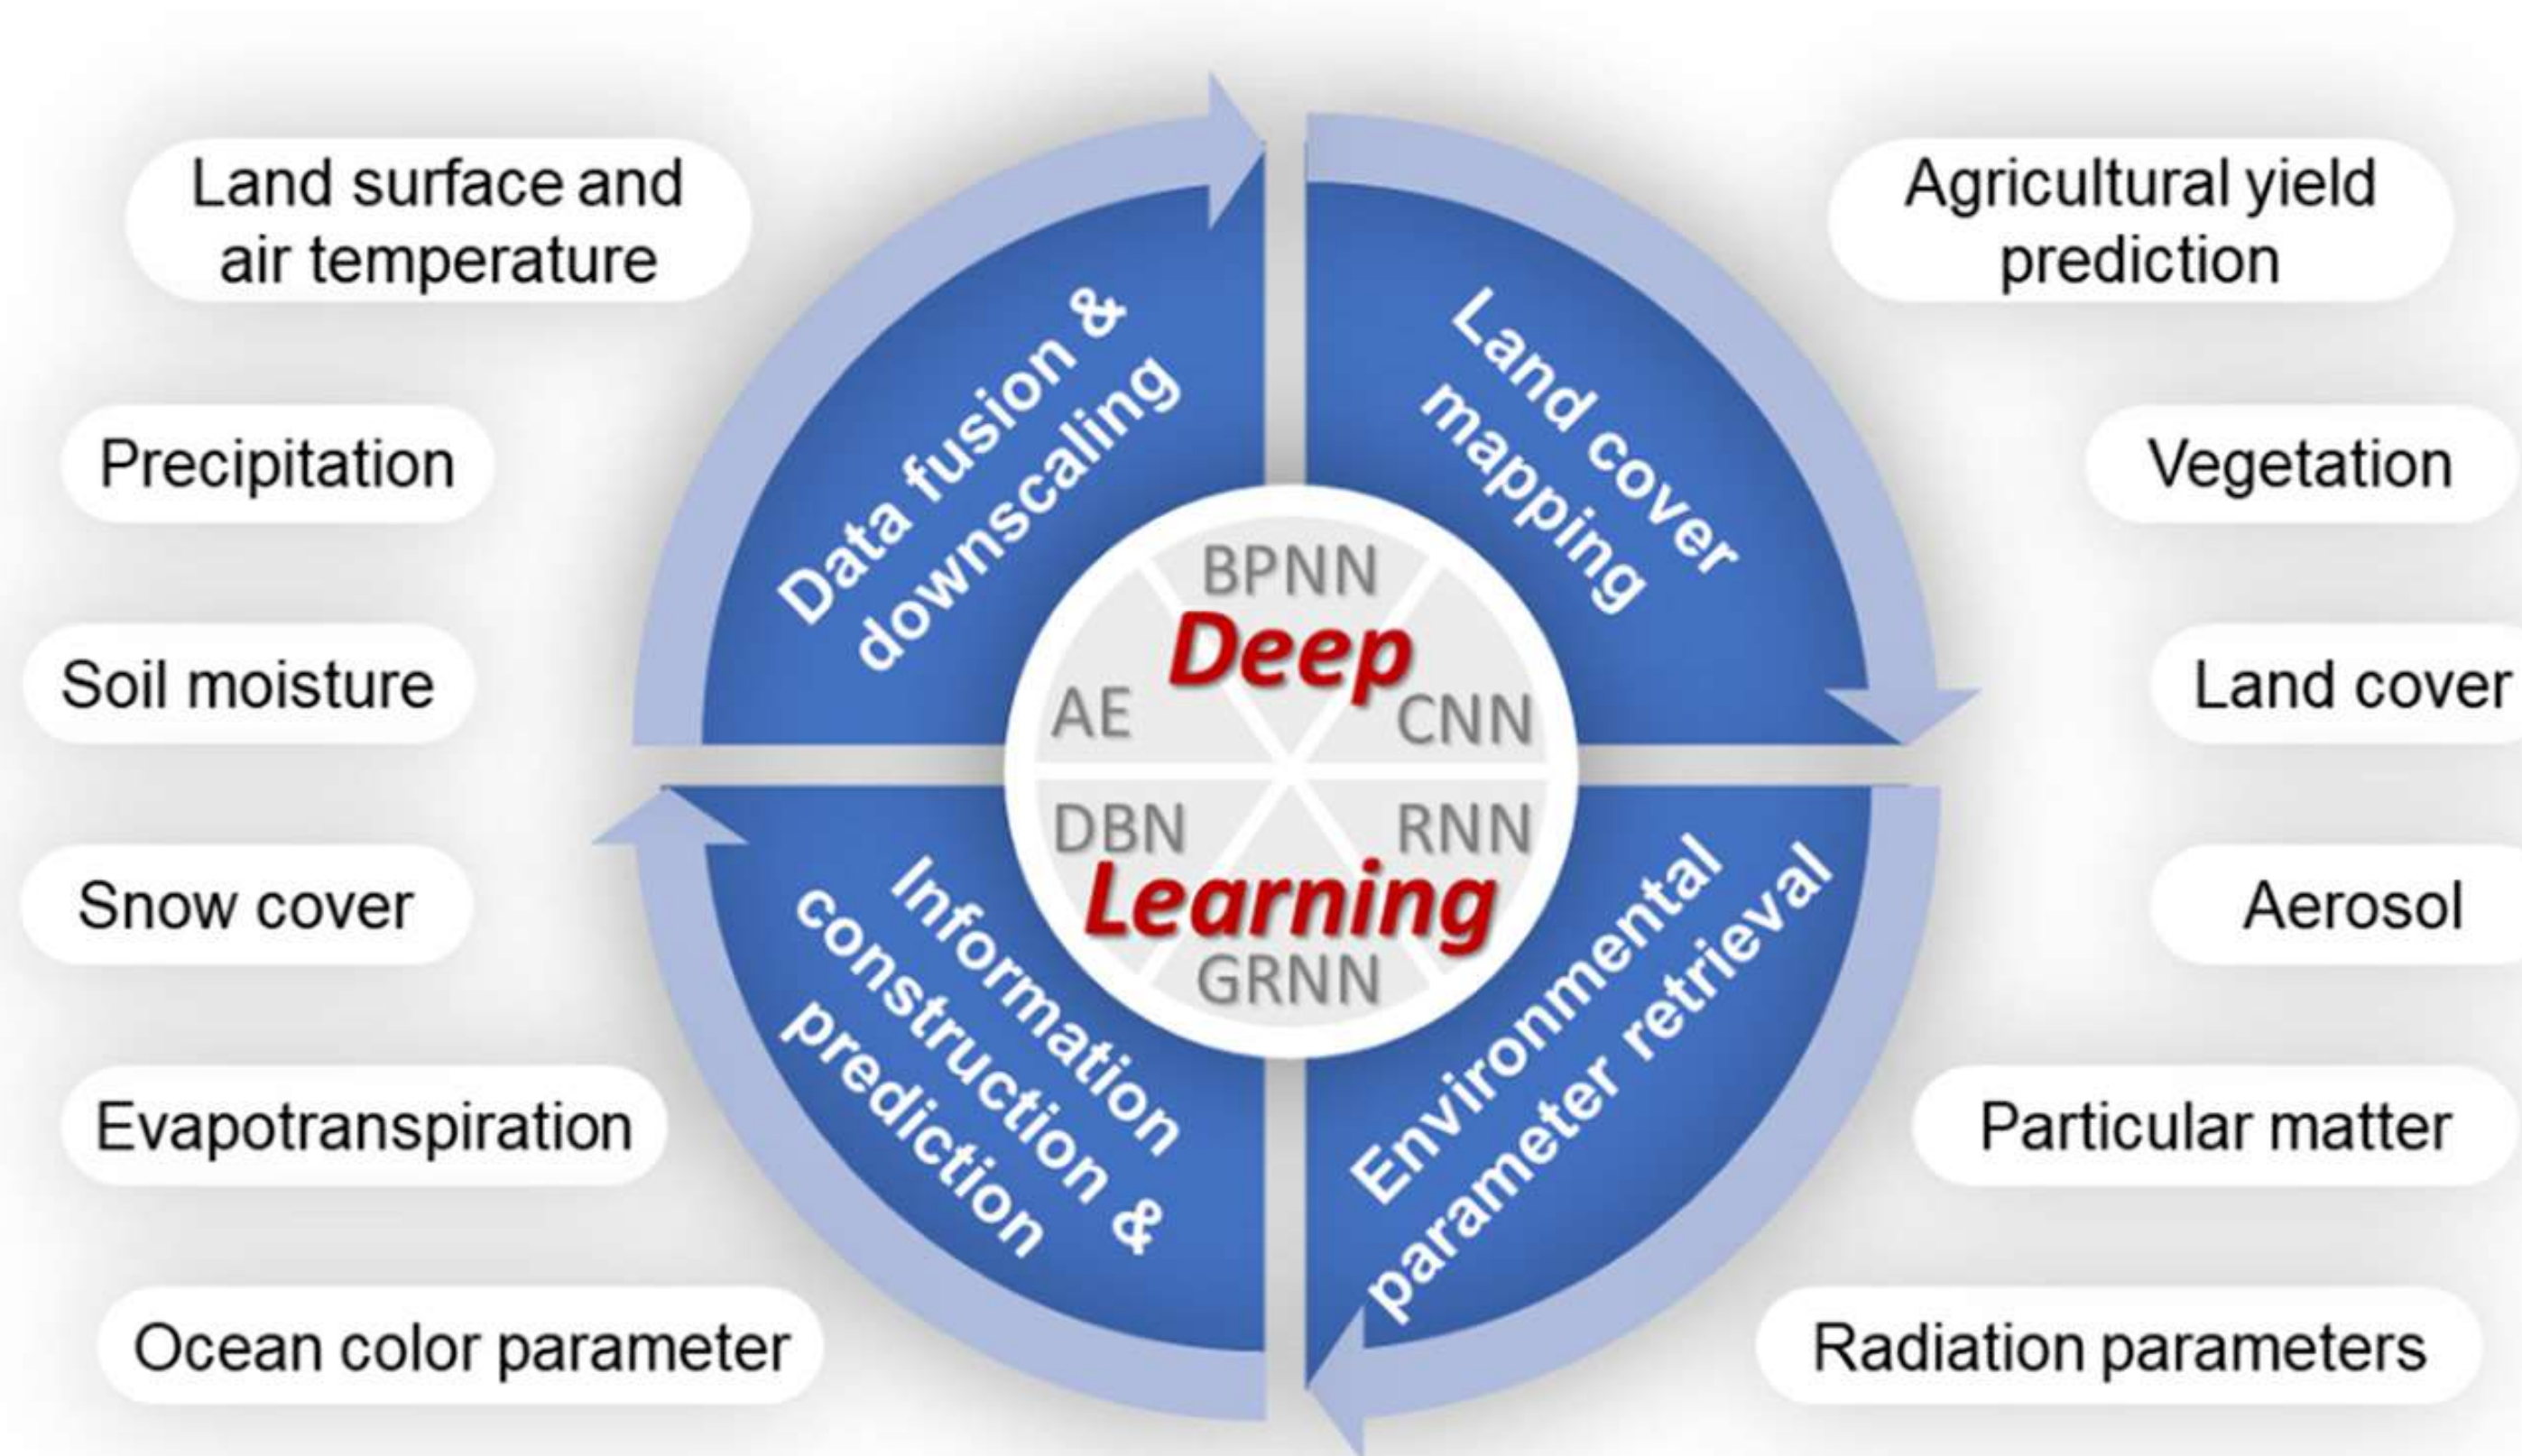 Land surface and
air temperature
Precipitation
Soil moisture
Snow cover
Evapotranspiration
Ocean color parameter
Data fusion &
downscaling
Land cover
mapping
Information
construction &
prediction
Environmental
parameter retrieval
BPNN
Deep
AE
CNN
DBN
RNN
Learning
GRNN
Agricultural yield
prediction
Vegetation
Land cover
Aerosol
Particular matter
Radiation parameters